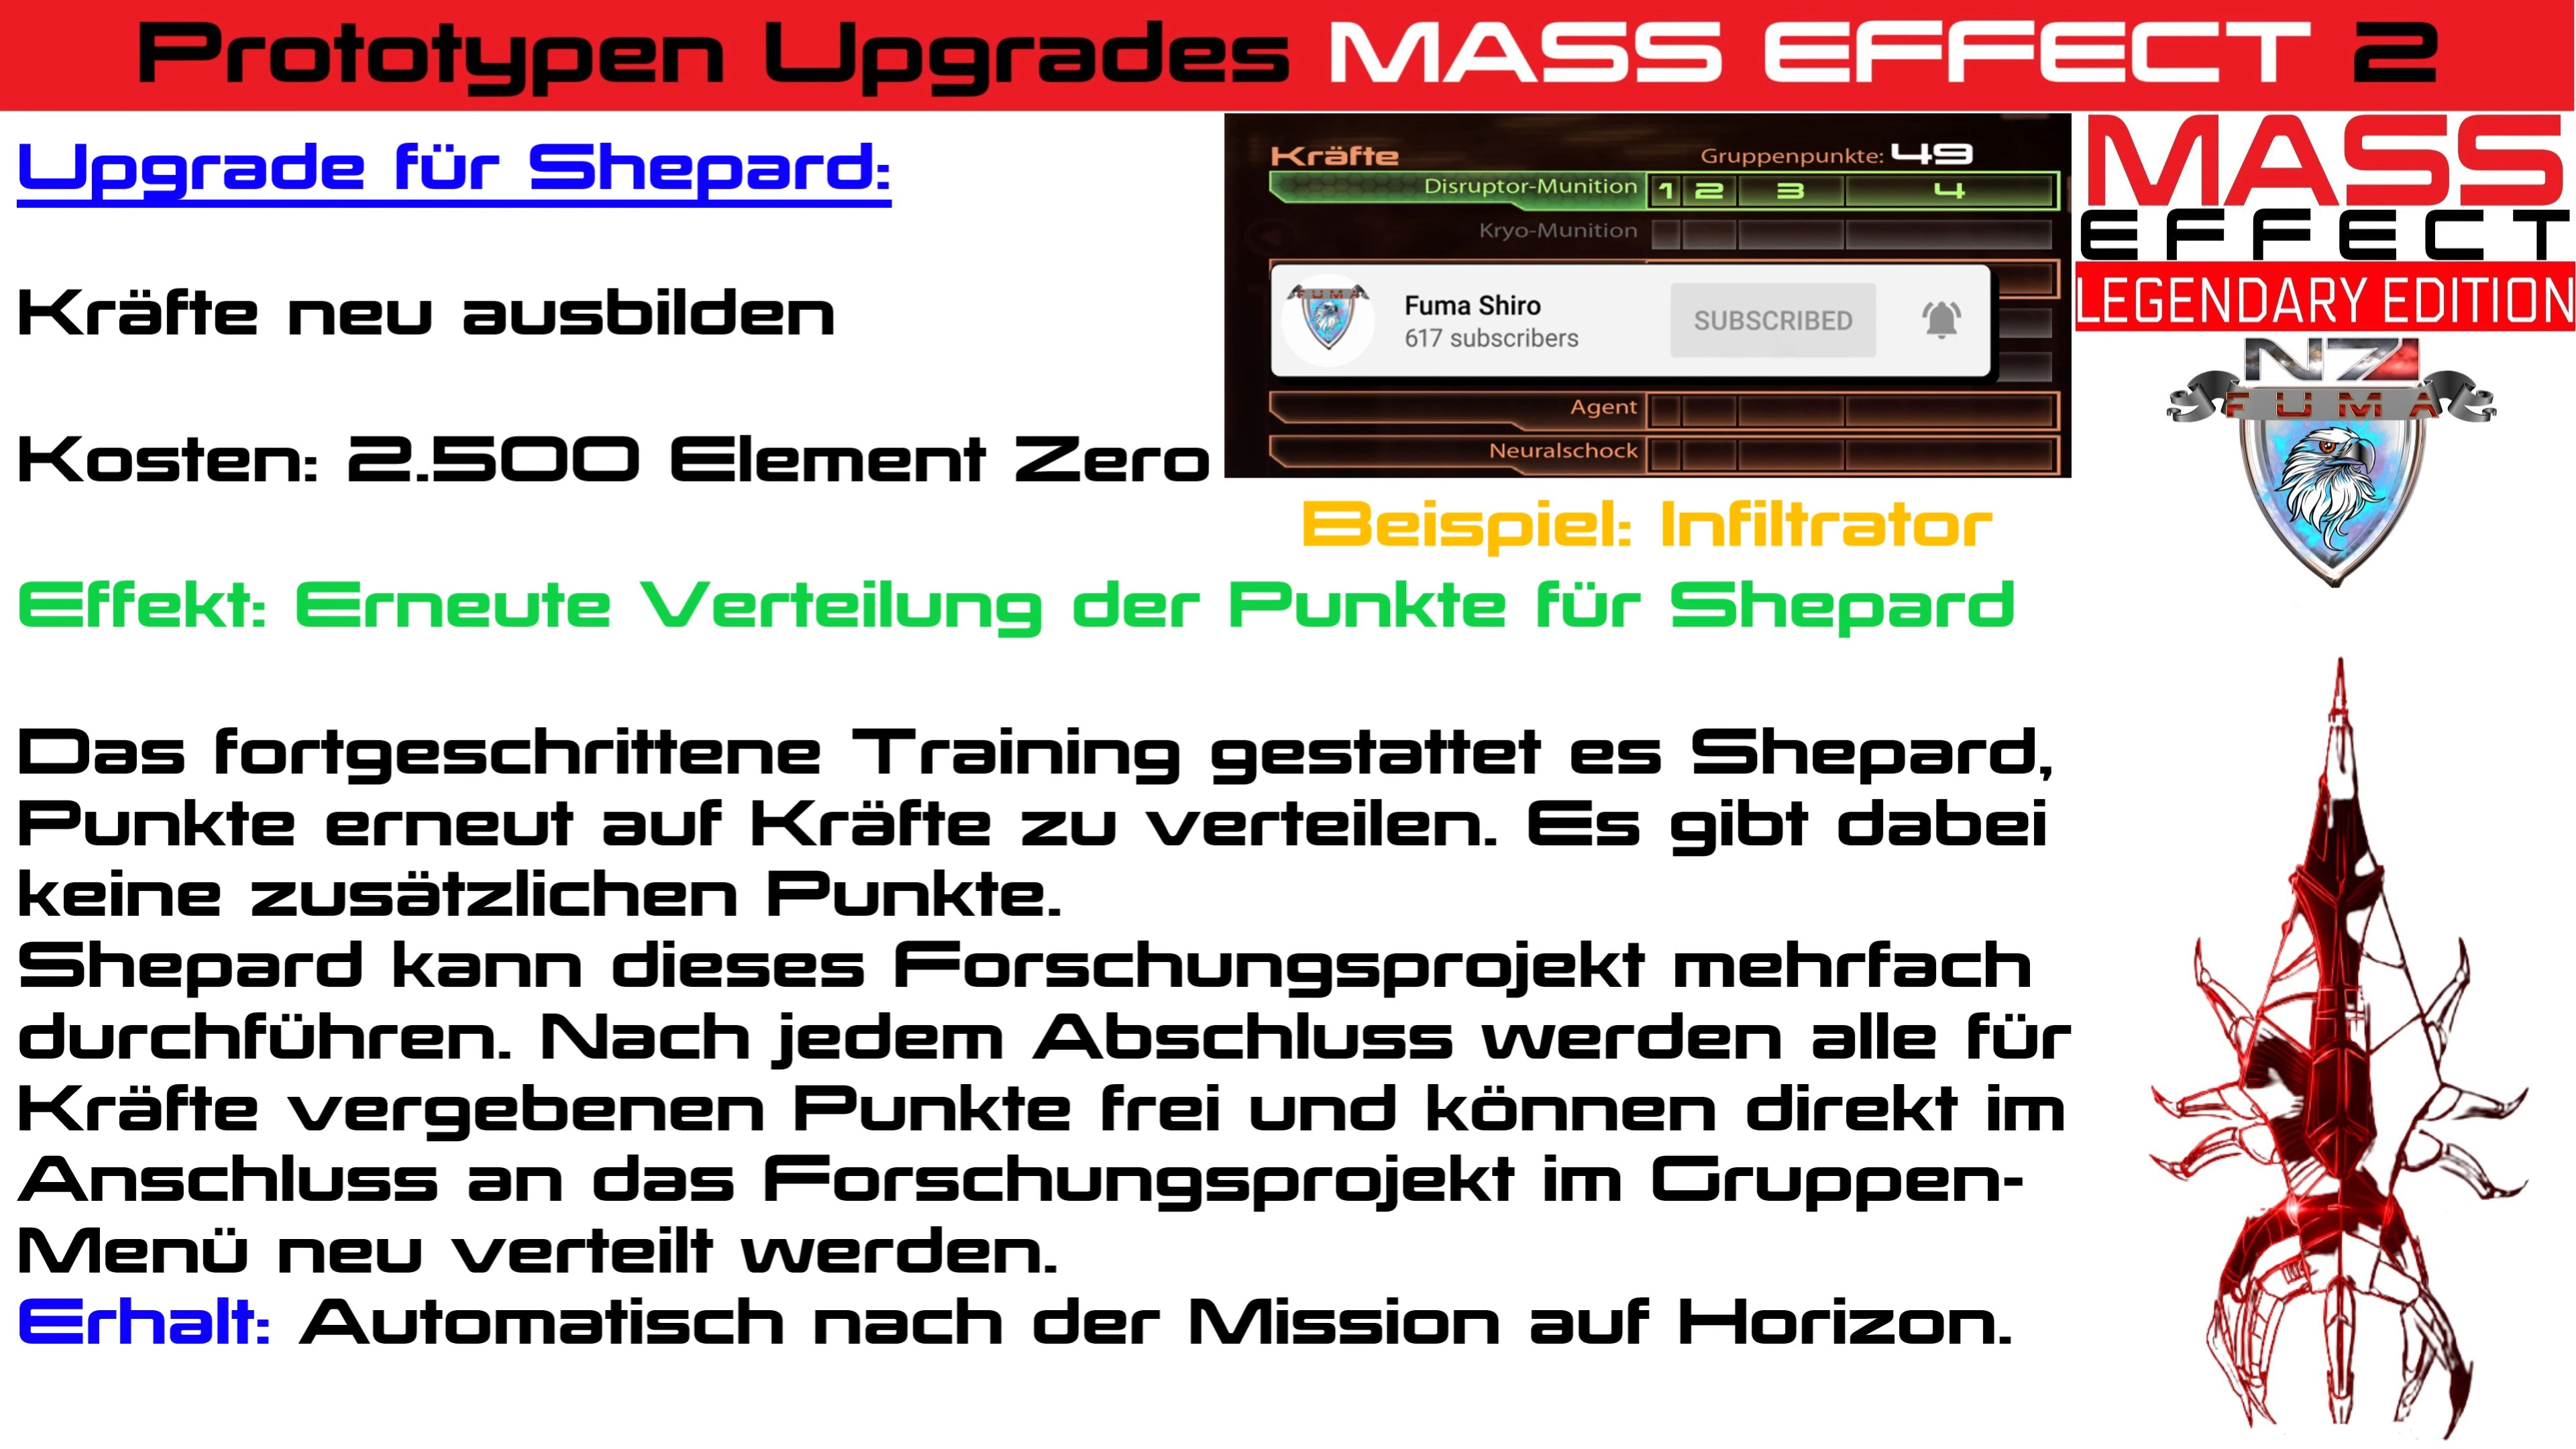 Prototypen Upgrades MASS EFFECT 2
Upgrade für Shepard:
Kräfte neu ausbilden
Kosten: 2.500 Element Zero
Kräfte
Gruppenpunkte: 49
Disruptor-Munition 1 2 3 4
Kryo-Munition
Fuma Shiro
617 subscribers
SUBSCRIBED
Agent
Neuralschock
Beispiel: Infiltrator
MASS
EFFECT
LEGENDARY EDITION
N7
FUMA
Effekt: Erneute Verteilung der Punkte für Shepard
Das fortgeschrittene Training gestattet es Shepard,
Punkte erneut auf Kräfte zu verteilen. Es gibt dabei
keine zusätzlichen Punkte.
Shepard kann dieses Forschungsprojekt mehrfach
durchführen. Nach jedem Abschluss werden alle für
Kräfte vergebenen Punkte frei und können direkt im
Anschluss an das Forschungsprojekt im Gruppen-
Menü neu verteilt werden.
Erhalt: Automatisch nach der Mission auf Horizon.